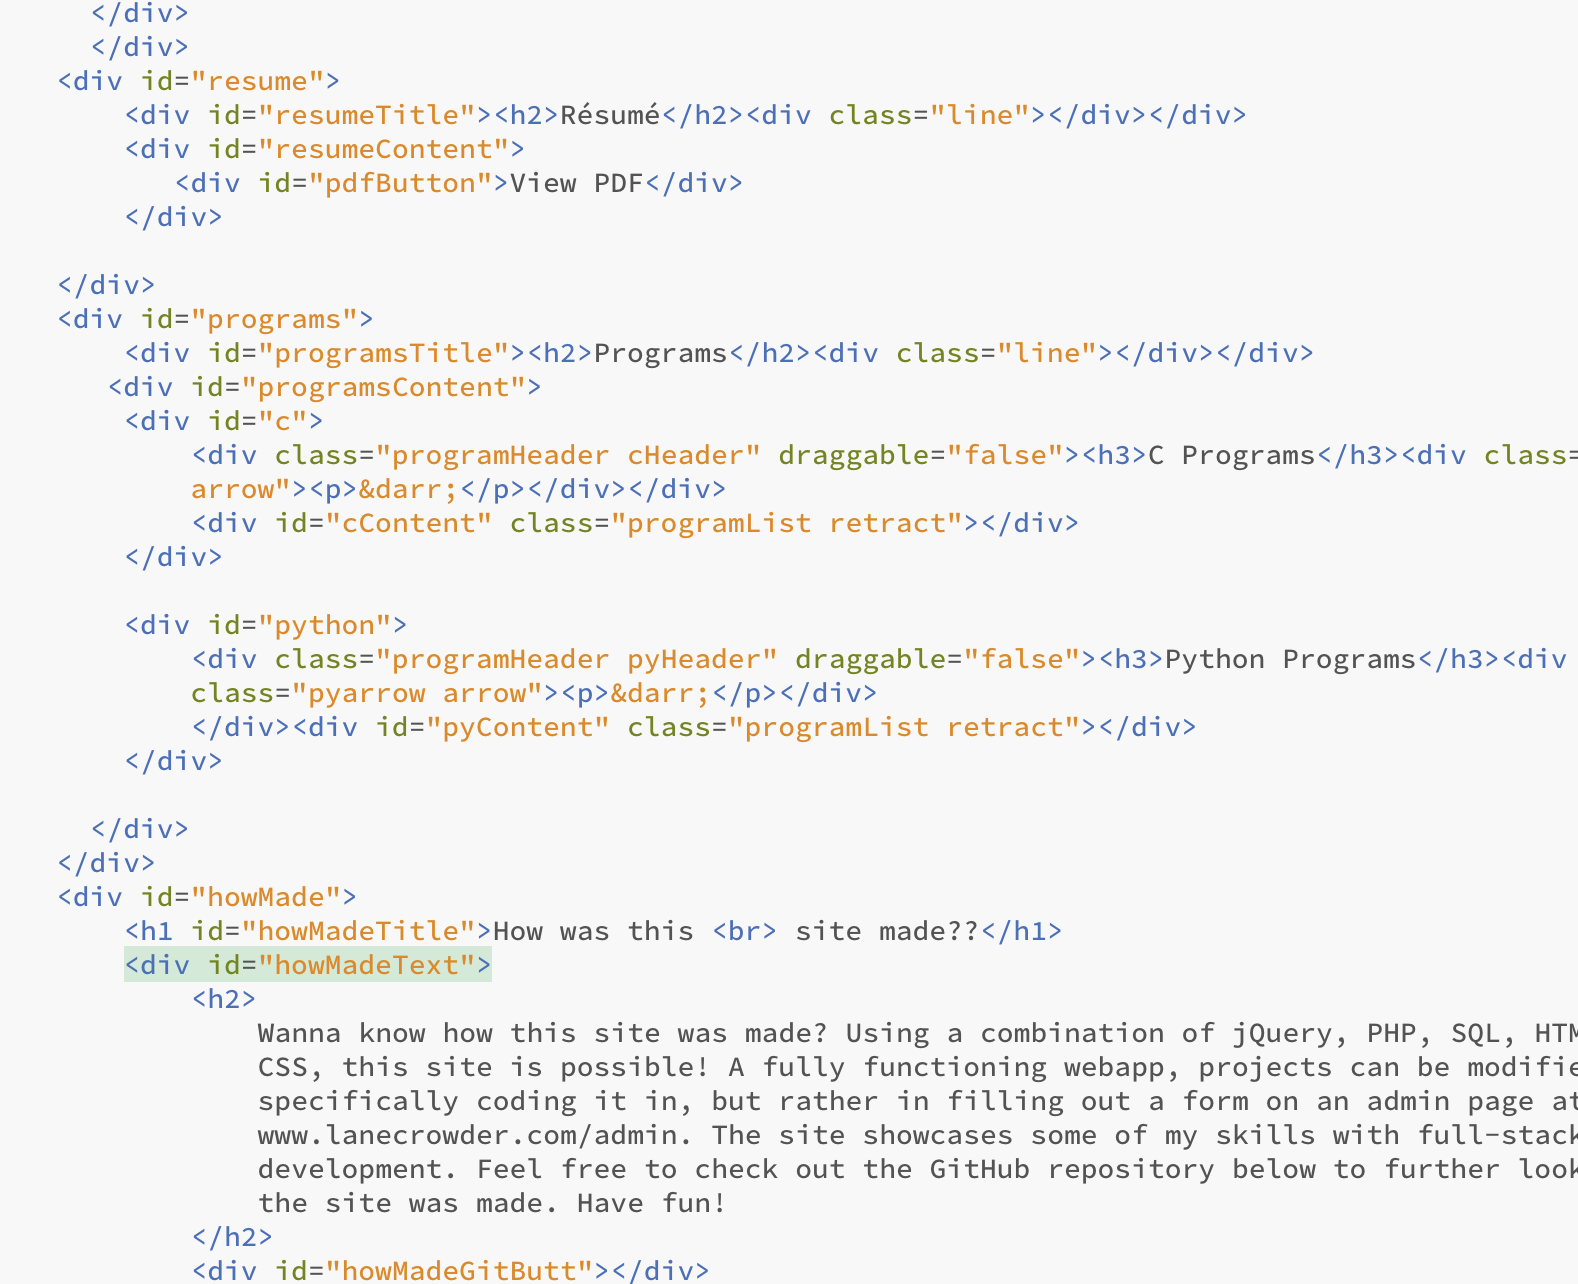 </div>
</div>
<div id="resume">
<div id="resumeTitle"><h2>Résumé</h2><div class="line"></div></div>
<div id="resumeContent">
<div id="pdfButton">View PDF</div>
</div>
</div>
<div id="programs">
<div id="programsTitle"><h2>Programs</h2><div class="line"></div></div>
<div id="programsContent">
<div id="c">
<div class="programHeader cHeader" draggable="false"><h3>C Programs</h3><div class=
arrow"><p>&darr;</p></div></div>
<div id="cContent" class="programList retract"></div>
</div>
<div id="python">
<div class="programHeader pyHeader" draggable="false"><h3>Python Programs</h3><div
class="pyarrow arrow"><p>&darr;</p></div>
</div><div id="pyContent" class="programList retract"></div>
</div>
</div>
</div>
<div id="howMade">
<h1 id="howMadeTitle">How was this <br> site made??</h1>
<div id="howMadeText">
<h2>
Wanna know how this site was made? Using a combination of jQuery, PHP, SQL, HTM
CSS, this site is possible! A fully functioning webapp, projects can be modifie
specifically coding it in, but rather in filling out a form on an admin page at
www.lanecrowder.com/admin. The site showcases some of my skills with full-stack
development. Feel free to check out the GitHub repository below to further look
the site was made. Have fun!
</h2>
<div id="howMadeGitButt"></div>